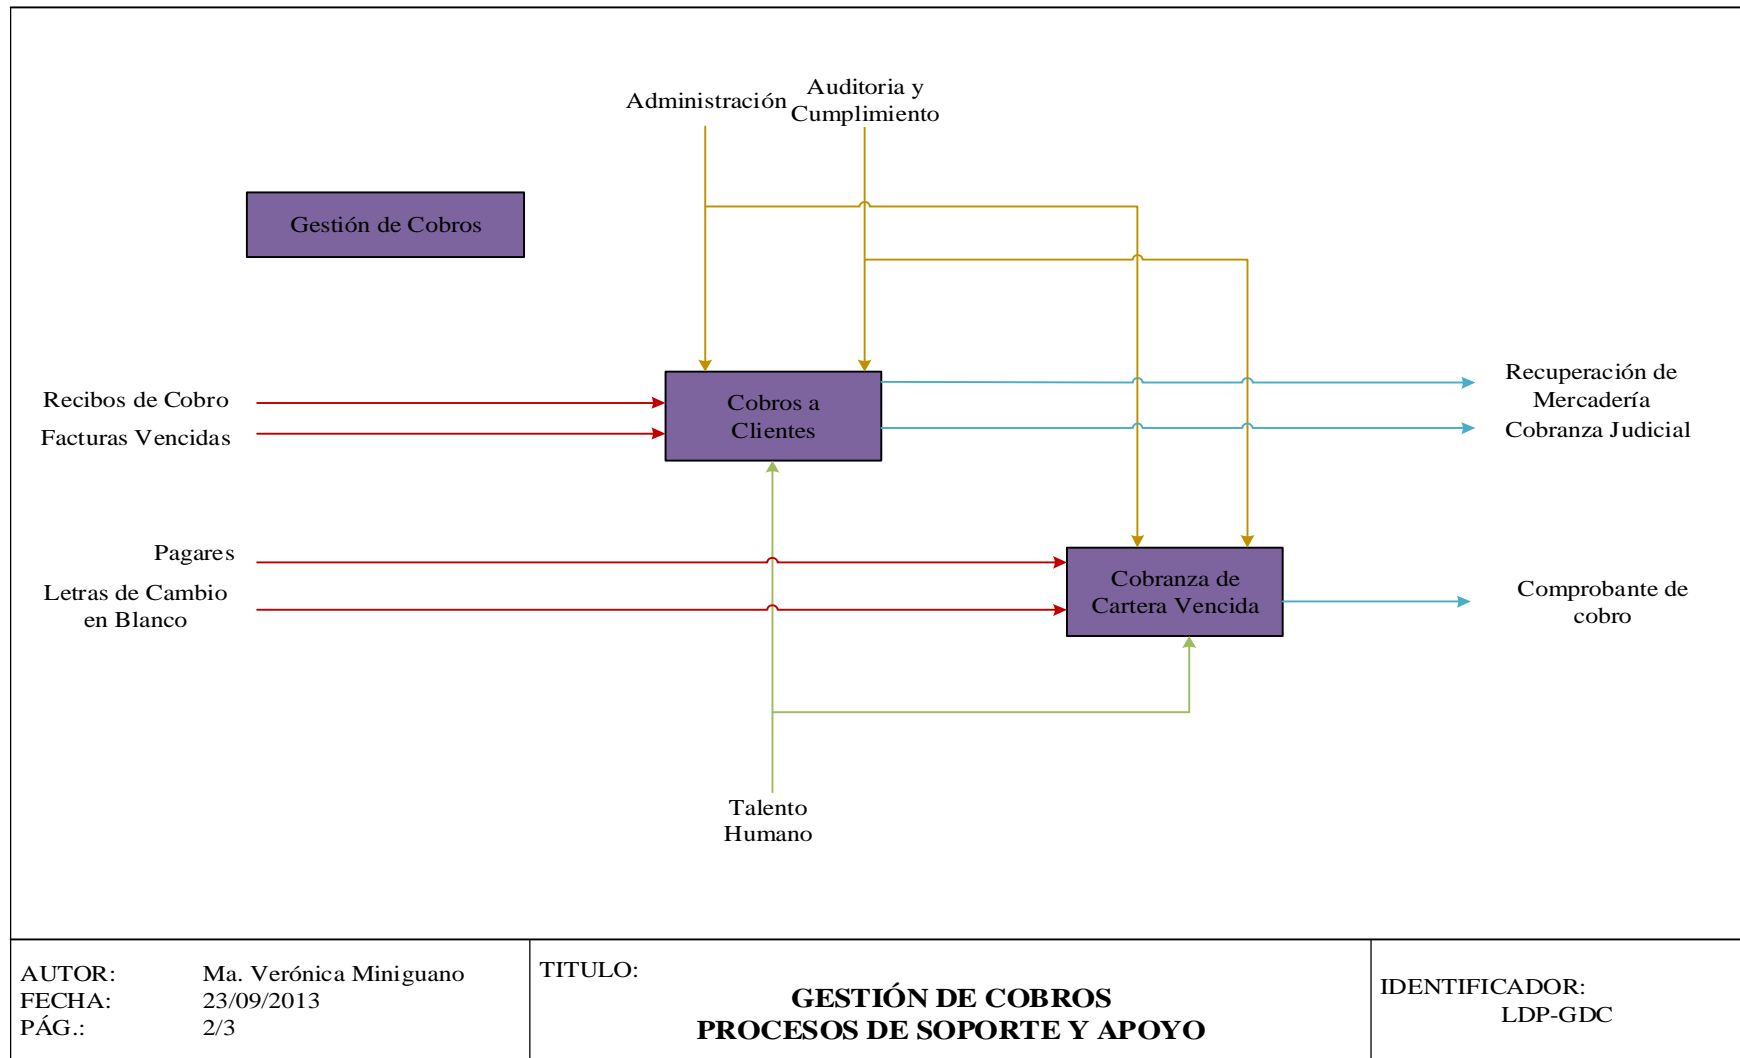 Administración
Auditoria y
Cumplimiento
Gestión de Cobros
Recibos de Cobro
Facturas Vencidas
Cobros a
Clientes
Recuperación de
Mercadería
Cobranza Judicial
Pagares
Letras de Cambio
en Blanco
Cobranza de
Cartera Vencida
Comprobante de
cobro
Talento
Humano
AUTOR: Ma. Verónica Miniguano
FECHA: 23/09/2013
PÁG.: 2/3
TITULO:
GESTIÓN DE COBROS
PROCESOS DE SOPORTE Y APOYO
IDENTIFICADOR:
LDP-GDC